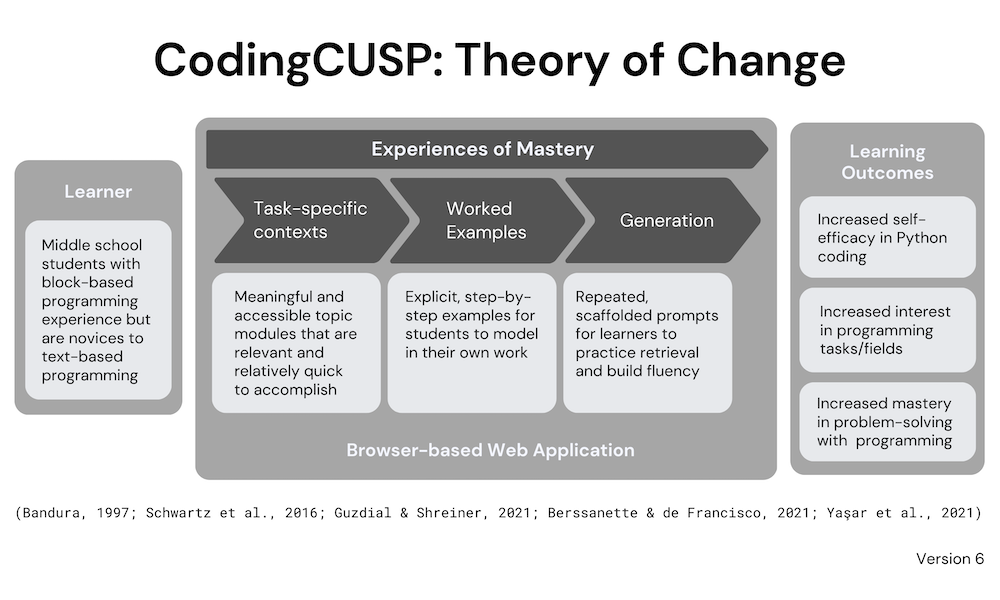 CodingCUSP: Theory of Change
Learner
Middle school
students with
block-based
programming
experience but
are novices to
text-based
programming
Experiences of Mastery
Task-specific
contexts
Worked
Examples
Generation
Meaningful and
accessible topic
modules that are
relevant and
relatively quick
to accomplish
Explicit, step-by-
step examples for
students to model
in their own work
Repeated,
scaffolded prompts
for learners to
practice retrieval
and build fluency
Browser-based Web Application
Learning
Outcomes
Increased self-
efficacy in Python
coding
Increased interest
in programming
tasks/fields
Increased mastery
in problem-solving
with  programming
(Bandura, 1997; Schwartz et al., 2016; Guzdial & Shreiner, 2021; Berssanette & de Francisco, 2021; Yaşar et al., 2021)
Version 6